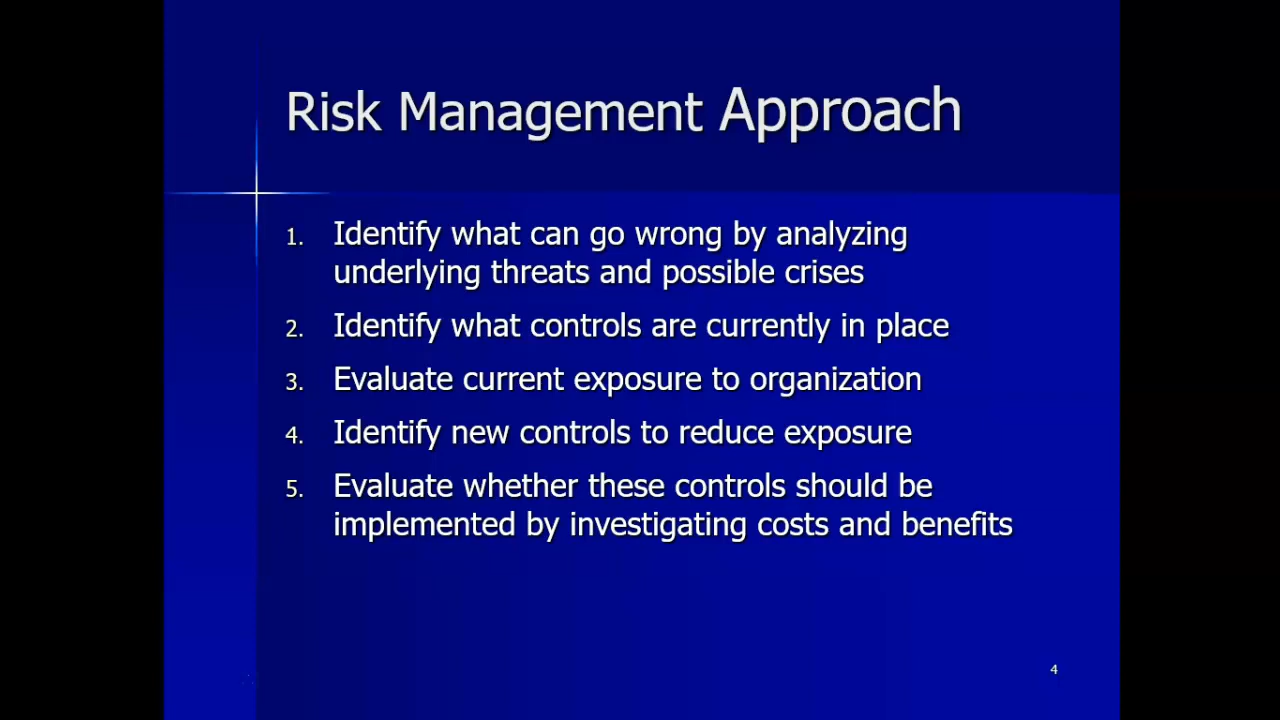 Risk Management Approach
1. Identify what can go wrong by analyzing
underlying threats and possible crises
2. Identify what controls are currently in place
3. Evaluate current exposure to organization
4. Identify new controls to reduce exposure
5. Evaluate whether these controls should be
implemented by investigating costs and benefits
4